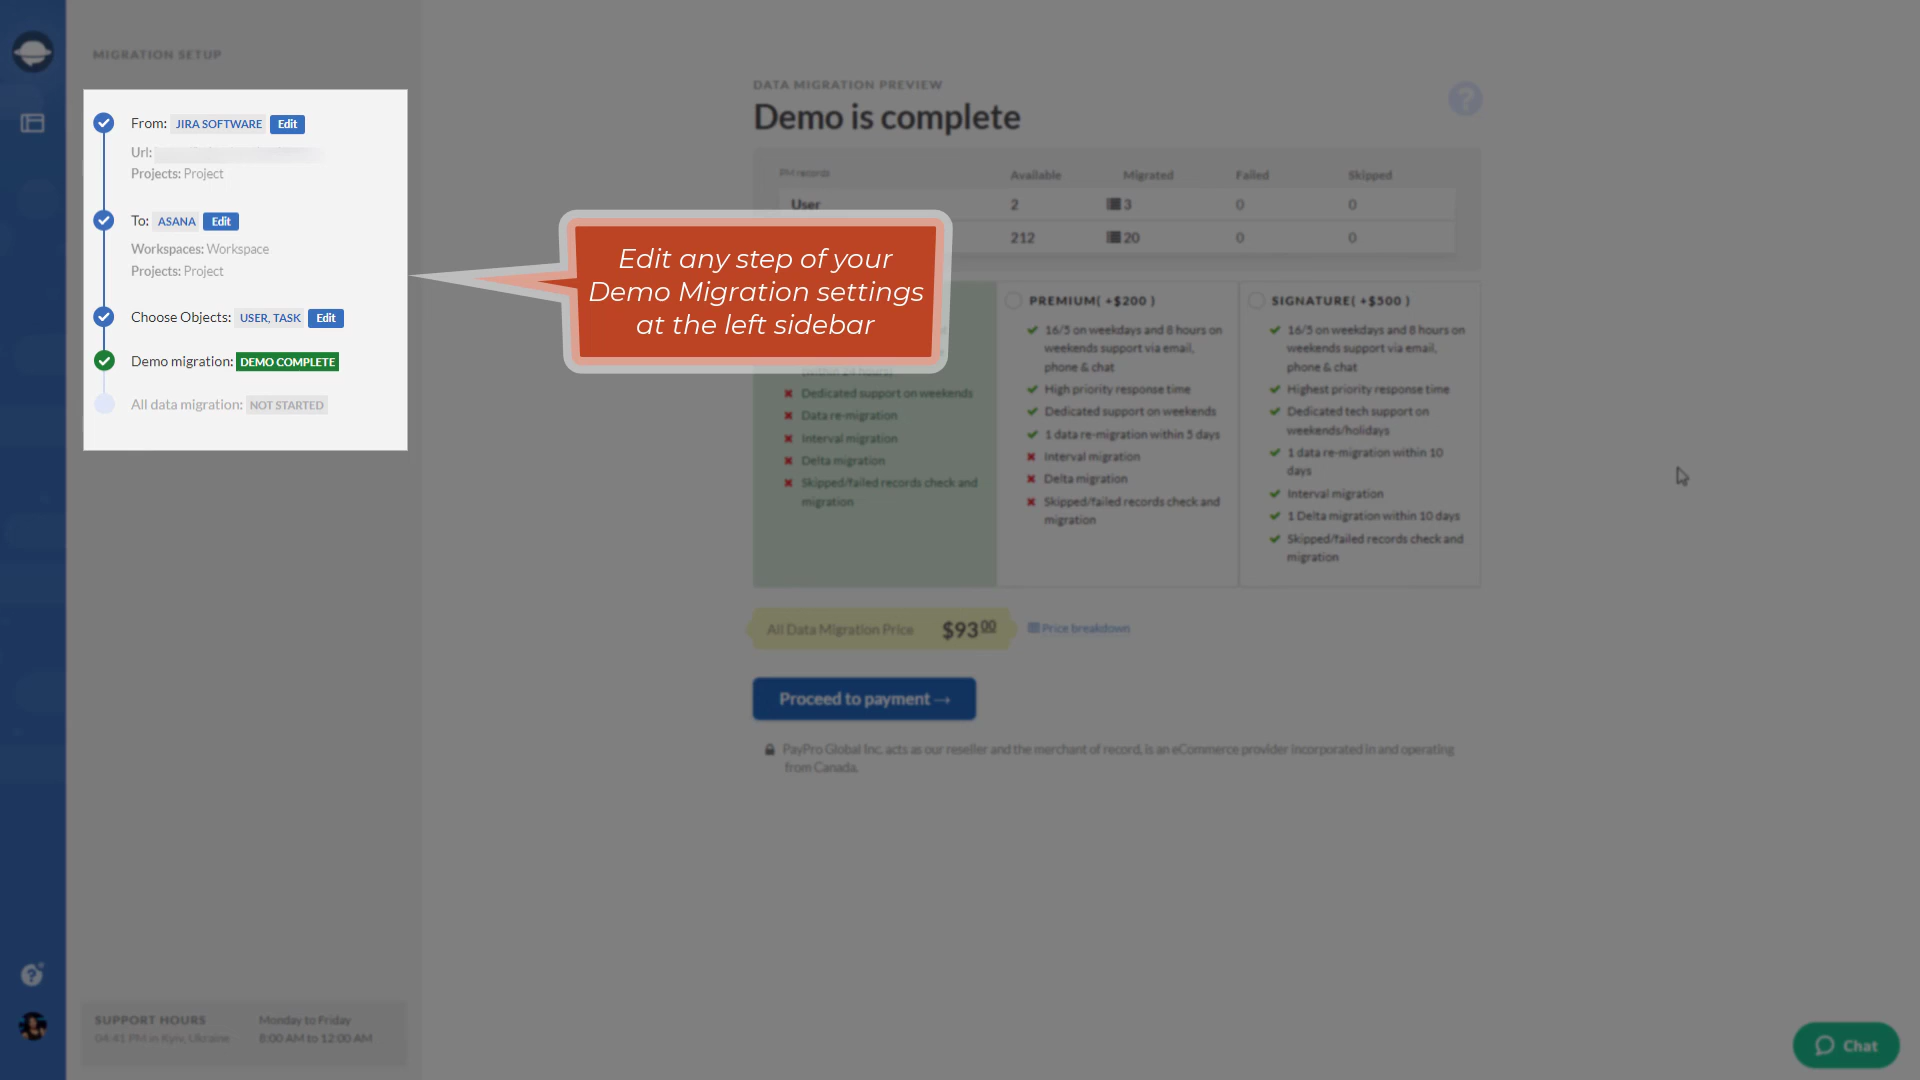 MIGRATION SETUP
From: JIRA SOFTWARE Edit
Url:
Projects: Project
To: ASANA Edit
Workspaces: Workspace
Projects: Project
Choose Objects: USER, TASK Edit
Demo migration: DEMO COMPLETE
All data migration: NOT STARTED
SUPPORT HOURS
04:41 PM in Kyiv, Ukraine
Monday to Friday
8:00 AM to 12:00 AM
Edit any step of your
Demo Migration settings
at the left sidebar
DATA MIGRATION PREVIEW
Demo is complete
?
PM records Available Migrated Failed Skipped
User 2 3 0 0
212 20 0 0
(within 24 hours)
Dedicated support on weekends
Data re-migration
Interval migration
Delta migration
Skipped/failed records check and
migration
PREMIUM( +$200 )
16/5 on weekdays and 8 hours on
weekends support via email,
phone & chat
High priority response time
Dedicated support on weekends
1 data re-migration within 5 days
Interval migration
Delta migration
Skipped/failed records check and
migration
SIGNATURE( +$500 )
16/5 on weekdays and 8 hours on
weekends support via email,
phone & chat
Highest priority response time
Dedicated tech support on
weekends/holidays
1 data re-migration within 10
days
Interval migration
1 Delta migration within 10 days
Skipped/failed records check and
migration
All Data Migration Price $93 00 Price breakdown
Proceed to payment →
PayPro Global Inc. acts as our reseller and the merchant of record, is an eCommerce provider incorporated in and operating
from Canada.
?
Chat